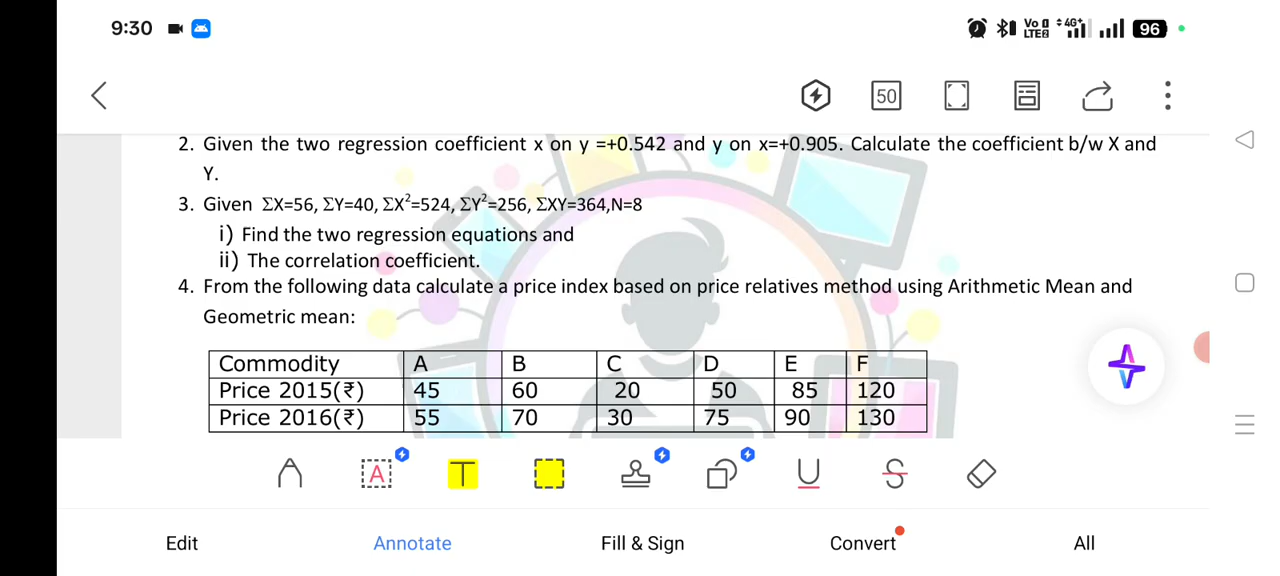 9:30
Vo
LTE2
4G+
96
50
2. Given the two regression coefficient x on y =+0.542 and y on x=+0.905. Calculate the coefficient b/w X and
Y.
3. Given ΣX=56, ΣY=40, ΣX²=524, ΣY²=256, ΣXY=364,N=8
i) Find the two regression equations and
ii) The correlation coefficient.
4. From the following data calculate a price index based on price relatives method using Arithmetic Mean and
Geometric mean:
Commodity A B C D E F
Price 2015(₹) 45 60 20 50 85 120
Price 2016(₹) 55 70 30 75 90 130
A T U S
Edit Annotate Fill & Sign Convert All